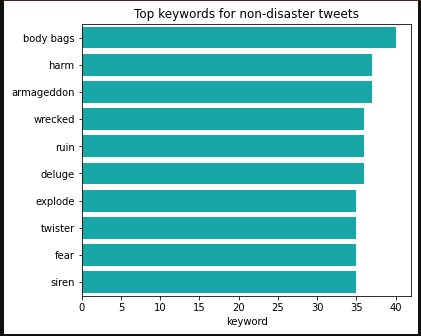 Top keywords for non-disaster tweets
body bags
harm
armageddon
wrecked
ruin
deluge
explode
twister
fear
siren
0 5 10 15 20 25 30 35 40
keyword